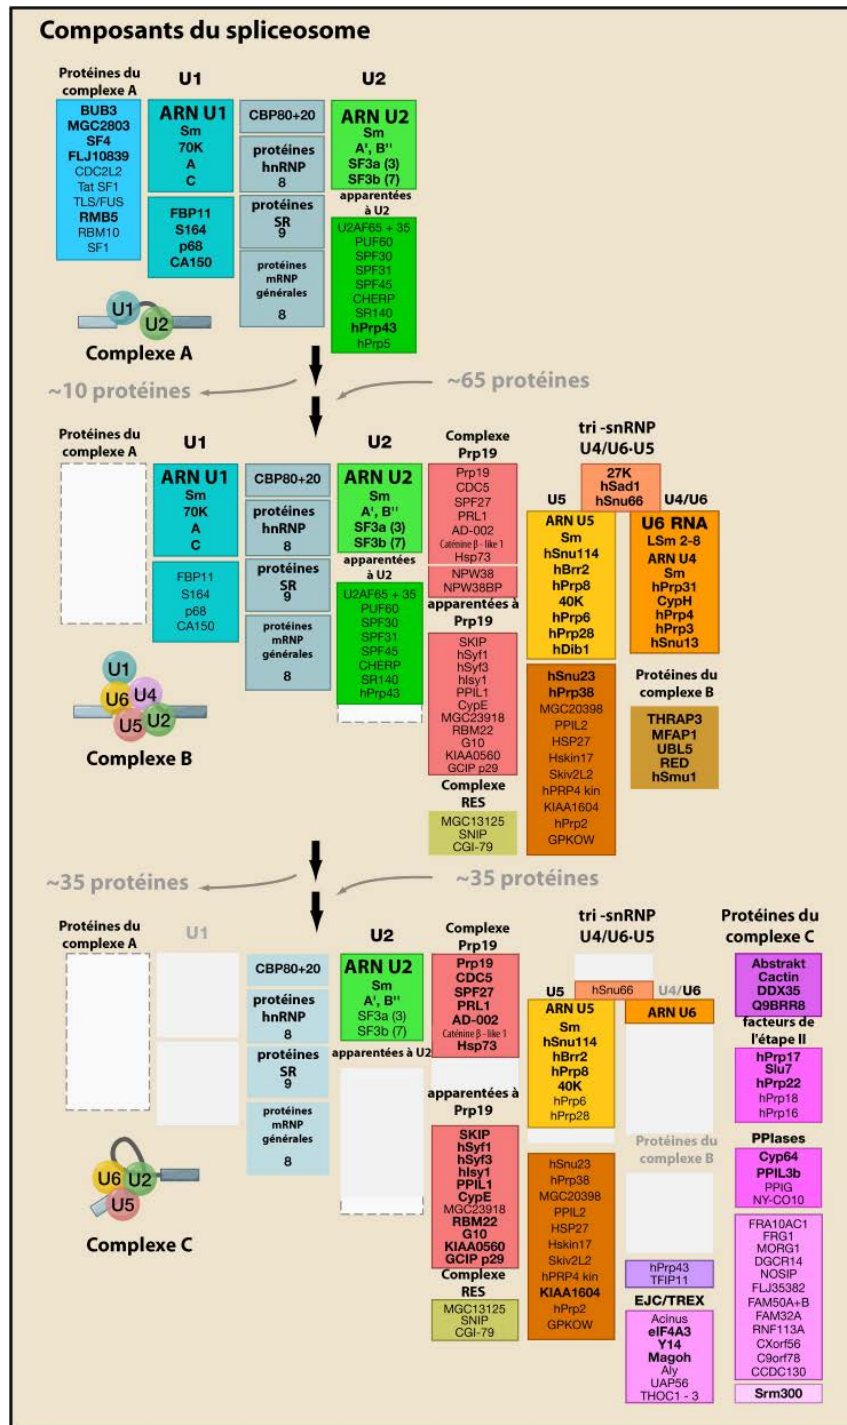 Composants du spliceosome
Protéines du
complexe A
BUB3
MGC2803
SF4
FLJ10839
CDC2L2
Tat SF1
TLS/FUS
RMB5
RBM10
SF1
U1
ARN U1
Sm
70K
A
C
FBP11
S164
p68
CA150
CBP80+20
protéines
hnRNP
8
protéines
SR
9
protéines
mRNP
générales
8
U2
ARN U2
Sm
A', B''
SF3a (3)
SF3b (7)
apparentées
à U2
U2AF65 + 35
PUF60
SPF30
SPF31
SPF45
CHERP
SR140
hPrp43
hPrp5
U1
U2
Complexe A
~10 protéines
~65 protéines
Protéines du
complexe A
U1
ARN U1
Sm
70K
A
C
FBP11
S164
p68
CA150
CBP80+20
protéines
hnRNP
8
protéines
SR
9
protéines
mRNP
générales
8
U2
ARN U2
Sm
A', B''
SF3a (3)
SF3b (7)
apparentées
à U2
U2AF65 + 35
PUF60
SPF30
SPF31
SPF45
CHERP
SR140
hPrp43
Complexe
Prp19
Prp19
CDC5
SPF27
PRL1
AD-002
Caténine β - like 1
Hsp73
NPW38
NPW38BP
apparentées à
Prp19
SKIP
hSyf1
hSyf3
hIsy1
PPIL1
CypE
MGC23918
RBM22
G10
KIAA0560
GCIP p29
Complexe
RES
MGC13125
SNIP
CGI-79
tri -snRNP
U4/U6·U5
27K
hSad1
hSnu66
U5
ARN U5
Sm
hSnu114
hBrr2
hPrp8
40K
hPrp6
hPrp28
hDib1
hSnu23
hPrp38
MGC20398
PPIL2
HSP27
Hskin17
Skiv2L2
hPRP4 kin
KIAA1604
hPrp2
GPKOW
U4/U6
U6 RNA
LSm 2-8
ARN U4
Sm
hPrp31
CypH
hPrp4
hPrp3
hSnu13
Protéines du
complexe B
THRAP3
MFAP1
UBL5
RED
hSmu1
U1
U6
U4
U5
U2
Complexe B
~35 protéines
~35 protéines
Protéines du
complexe A
U1
CBP80+20
protéines
hnRNP
8
protéines
SR
9
protéines
mRNP
générales
8
U2
ARN U2
Sm
A', B''
SF3a (3)
SF3b (7)
apparentées à U2
Complexe
Prp19
Prp19
CDC5
SPF27
PRL1
AD-002
Caténine β - like 1
Hsp73
apparentées à
Prp19
SKIP
hSyf1
hSyf3
hIsy1
PPIL1
CypE
MGC23918
RBM22
G10
KIAA0560
GCIP p29
Complexe
RES
MGC13125
SNIP
CGI-79
tri -snRNP
U4/U6·U5
hSnu66
U5
ARN U5
Sm
hSnu114
hBrr2
hPrp8
40K
hPrp6
hPrp28
hSnu23
hPrp38
MGC20398
PPIL2
HSP27
Hskin17
Skiv2L2
hPRP4 kin
KIAA1604
hPrp2
GPKOW
U4/U6
ARN U6
Protéines du
complexe B
hPrp43
TFIP11
EJC/TREX
Acinus
eIF4A3
Y14
Magoh
Aly
UAP56
THOC1 - 3
Protéines du
complexe C
Abstrakt
Cactin
DDX35
Q9BRR8
facteurs de
l'étape II
hPrp17
Slu7
hPrp22
hPrp18
hPrp16
PPIases
Cyp64
PPIL3b
PPIG
NY-CO10
FRA10AC1
FRG1
MORG1
DGCR14
NOSIP
FLJ35382
FAM50A+B
FAM32A
RNF113A
CXorf56
C9orf78
CCDC130
Srm300
U6
U2
U5
Complexe C